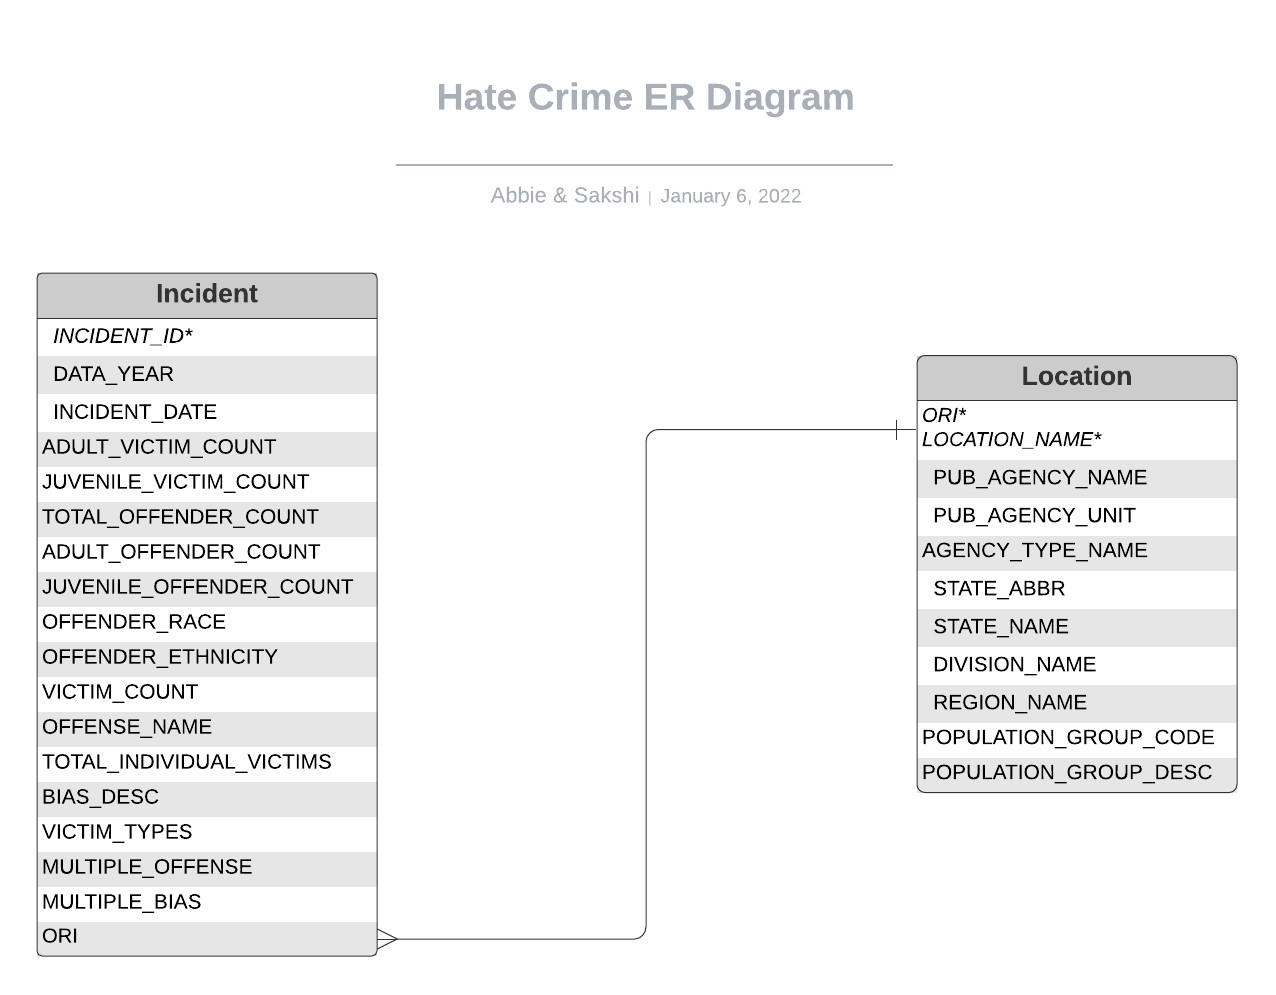 Hate Crime ER Diagram
Abbie & Sakshi | January 6, 2022
Incident
INCIDENT_ID*
DATA_YEAR
INCIDENT_DATE
ADULT_VICTIM_COUNT
JUVENILE_VICTIM_COUNT
TOTAL_OFFENDER_COUNT
ADULT_OFFENDER_COUNT
JUVENILE_OFFENDER_COUNT
OFFENDER_RACE
OFFENDER_ETHNICITY
VICTIM_COUNT
OFFENSE_NAME
TOTAL_INDIVIDUAL_VICTIMS
BIAS_DESC
VICTIM_TYPES
MULTIPLE_OFFENSE
MULTIPLE_BIAS
ORI
Location
ORI*
LOCATION_NAME*
PUB_AGENCY_NAME
PUB_AGENCY_UNIT
AGENCY_TYPE_NAME
STATE_ABBR
STATE_NAME
DIVISION_NAME
REGION_NAME
POPULATION_GROUP_CODE
POPULATION_GROUP_DESC